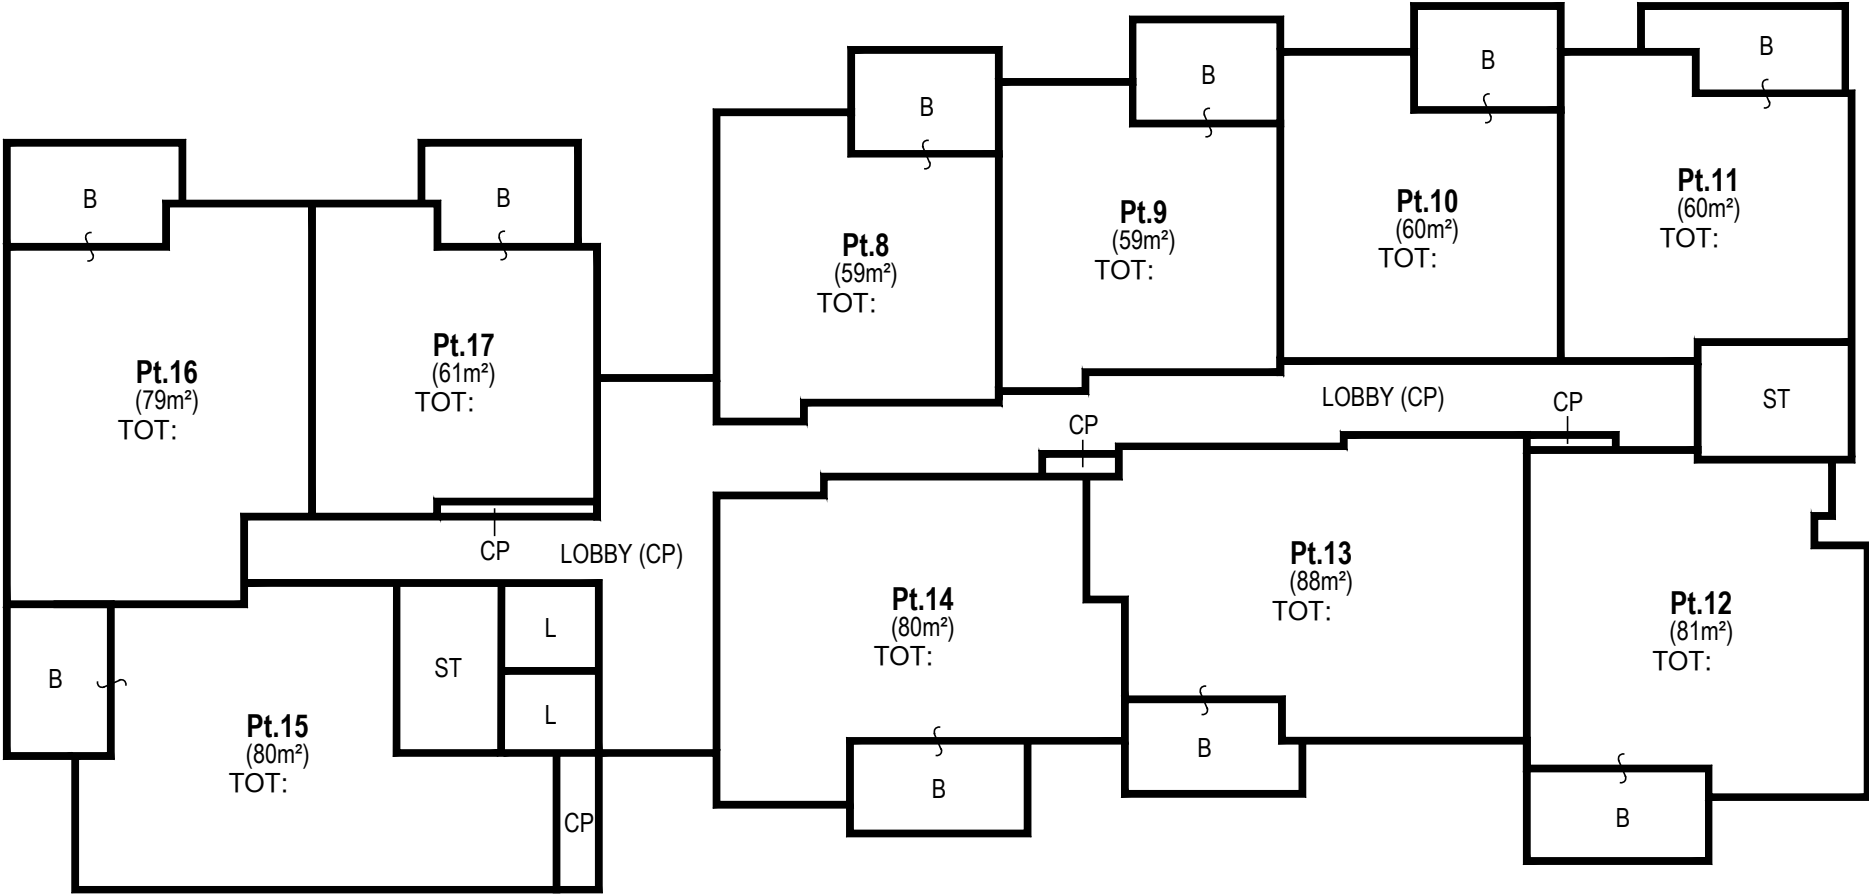 B
B
B
B
B
B
Pt.8
(59m²)
TOT:
Pt.9
(59m²)
TOT:
Pt.10
(60m²)
TOT:
Pt.11
(60m²)
TOT:
Pt.16
(79m²)
TOT:
Pt.17
(61m²)
TOT:
LOBBY (CP)
CP
ST
CP
CP
LOBBY (CP)
Pt.14
(80m²)
TOT:
Pt.13
(88m²)
TOT:
Pt.12
(81m²)
TOT:
B
ST
L
L
Pt.15
(80m²)
TOT:
CP
B
B
B